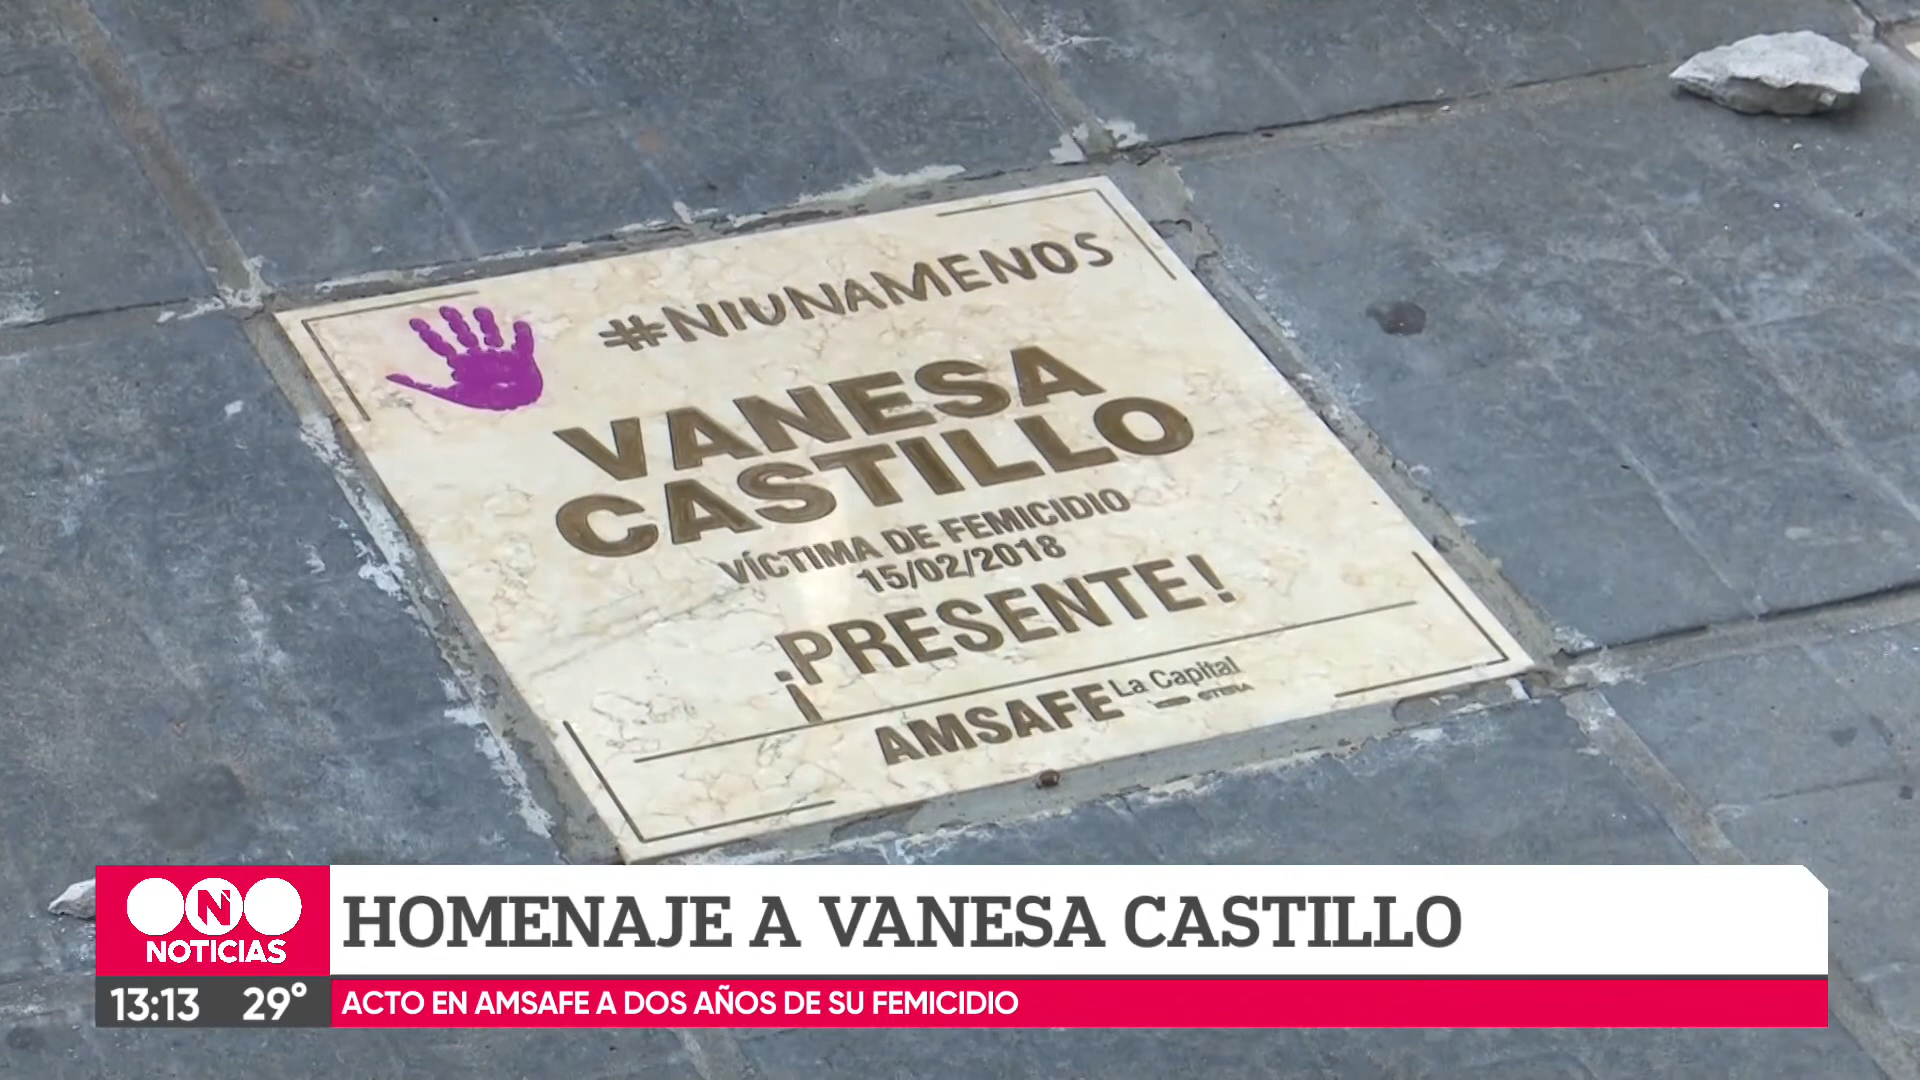 #NIUNAMENOS
VANESA
CASTILLO
VÍCTIMA DE FEMICIDIO
15/02/2018
¡PRESENTE!
AMSAFE La Capital
CTERA
N
NOTICIAS
HOMENAJE A VANESA CASTILLO
13:13 29°
ACTO EN AMSAFE A DOS AÑOS DE SU FEMICIDIO